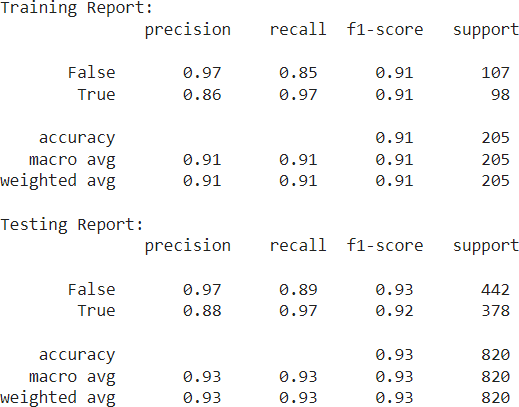 Training Report:
              precision    recall  f1-score   support

       False       0.97      0.85      0.91       107
        True       0.86      0.97      0.91        98

    accuracy                           0.91       205
   macro avg       0.91      0.91      0.91       205
weighted avg       0.91      0.91      0.91       205

Testing Report:
              precision    recall  f1-score   support

       False       0.97      0.89      0.93       442
        True       0.88      0.97      0.92       378

    accuracy                           0.93       820
   macro avg       0.93      0.93      0.93       820
weighted avg       0.93      0.93      0.93       820